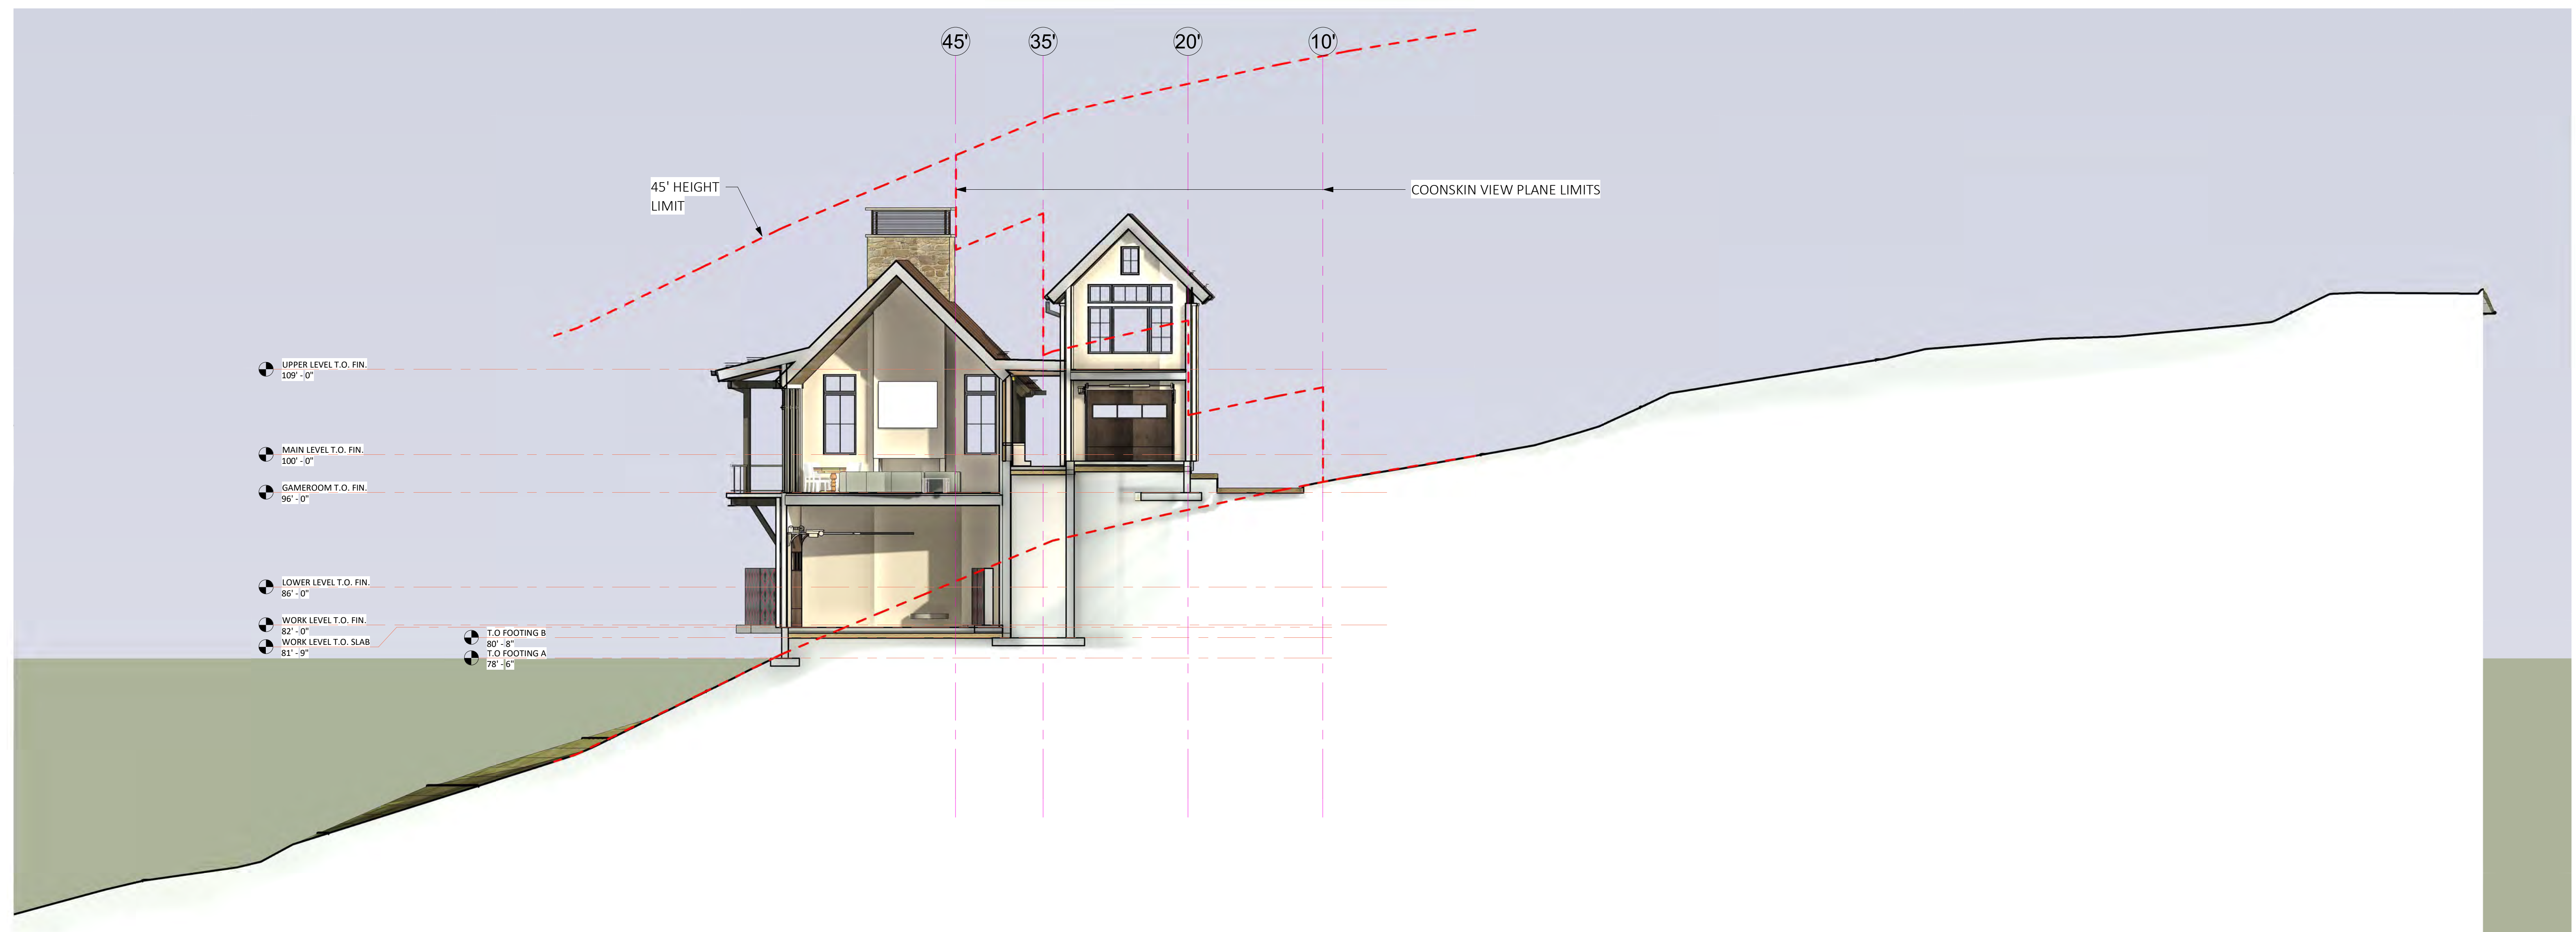 45'
35'
20'
10'
45' HEIGHT
LIMIT
COONSKIN VIEW PLANE LIMITS
UPPER LEVEL T.O. FIN.
109' - 0"
MAIN LEVEL T.O. FIN.
100' - 0"
GAMEROOM T.O. FIN.
96' - 0"
LOWER LEVEL T.O. FIN.
86' - 0"
WORK LEVEL T.O. FIN.
82' - 0"
WORK LEVEL T.O. SLAB
81' - 9"
T.O FOOTING B
80' - 8"
T.O FOOTING A
78' - 6"